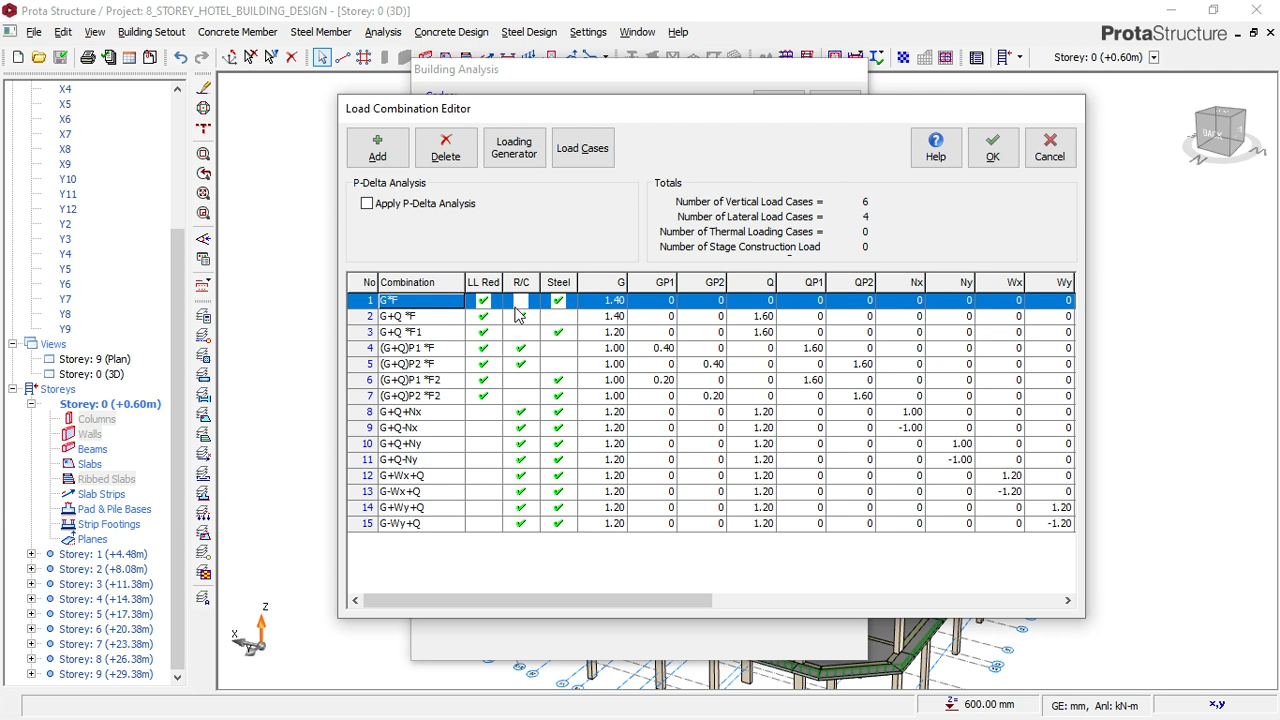 Prota Structure / Project: 8_STOREY_HOTEL_BUILDING_DESIGN - [Storey: 0 (3D)]
File Edit View Building Setout Concrete Member Steel Member Analysis Concrete Design Steel Design Settings Window Help
ProtaStructure
Storey: 0 (+0.60m)
X4
X5
X6
X7
X8
X9
Y10
Y11
Y12
Y2
Y3
Y4
Y5
Y6
Y7
Y8
Y9
Views
Storey: 9 (Plan)
Storey: 0 (3D)
Storeys
Storey: 0 (+0.60m)
Columns
Walls
Beams
Slabs
Ribbed Slabs
Slab Strips
Pad & Pile Bases
Strip Footings
Planes
Storey: 1 (+4.48m)
Storey: 2 (+8.08m)
Storey: 3 (+11.38m)
Storey: 4 (+14.38m)
Storey: 5 (+17.38m)
Storey: 6 (+20.38m)
Storey: 7 (+23.38m)
Storey: 8 (+26.38m)
Storey: 9 (+29.38m)
Building Analysis
Load Combination Editor
Add
Delete
Loading Generator
Load Cases
Help
OK
Cancel
P-Delta Analysis
Apply P-Delta Analysis
Totals
Number of Vertical Load Cases = 6
Number of Lateral Load Cases = 4
Number of Thermal Loading Cases = 0
Number of Stage Construction Load 0
No Combination LL Red R/C Steel G GP1 GP2 Q QP1 QP2 Nx Ny Wx Wy
1 G*F 1.40 0 0 0 0 0 0 0 0 0
2 G+Q *F 1.40 0 0 1.60 0 0 0 0 0 0
3 G+Q *F1 1.20 0 0 1.60 0 0 0 0 0 0
4 (G+Q)P1 *F 1.00 0.40 0 0 1.60 0 0 0 0 0
5 (G+Q)P2 *F 1.00 0 0.40 0 0 1.60 0 0 0 0
6 (G+Q)P1 *F2 1.00 0.20 0 0 1.60 0 0 0 0 0
7 (G+Q)P2 *F2 1.00 0 0.20 0 0 1.60 0 0 0 0
8 G+Q+Nx 1.20 0 0 1.20 0 0 1.00 0 0 0
9 G+Q-Nx 1.20 0 0 1.20 0 0 -1.00 0 0 0
10 G+Q+Ny 1.20 0 0 1.20 0 0 0 1.00 0 0
11 G+Q-Ny 1.20 0 0 1.20 0 0 0 -1.00 0 0
12 G+Wx+Q 1.20 0 0 1.20 0 0 0 0 1.20 0
13 G-Wx+Q 1.20 0 0 1.20 0 0 0 0 -1.20 0
14 G+Wy+Q 1.20 0 0 1.20 0 0 0 0 0 1.20
15 G-Wy+Q 1.20 0 0 1.20 0 0 0 0 0 -1.20
BACK
Z
X
Z= 600.00 mm
GE: mm, Anl: kN-m
x,y